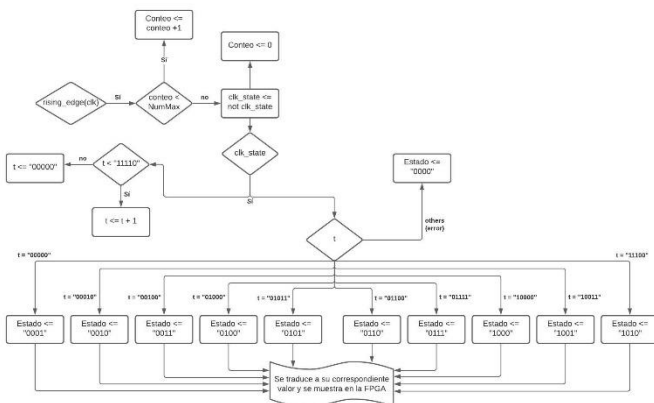 Conteo <=
conteo +1
Conteo <= 0
Si
rising_edge(clk)
Si
conteo <
NumMax
no
clk_state <=
not clk_state
clk_state
t <= "00000"
no
t < "11110"
Si
t <= t + 1
Si
Estado <=
"0000"
t
others
(error)
t = "00000"
t = "00010"
t = "00100"
t = "01000"
t = "01011"
t = "01100"
t = "01111"
t = "10000"
t = "10011"
t = "11100"
Estado <=
"0001"
Estado <=
"0010"
Estado <=
"0011"
Estado <=
"0100"
Estado <=
"0101"
Estado <=
"0110"
Estado <=
"0111"
Estado <=
"1000"
Estado <=
"1001"
Estado <=
"1010"
Se traduce a su correspondiente
valor y se muestra en la FPGA